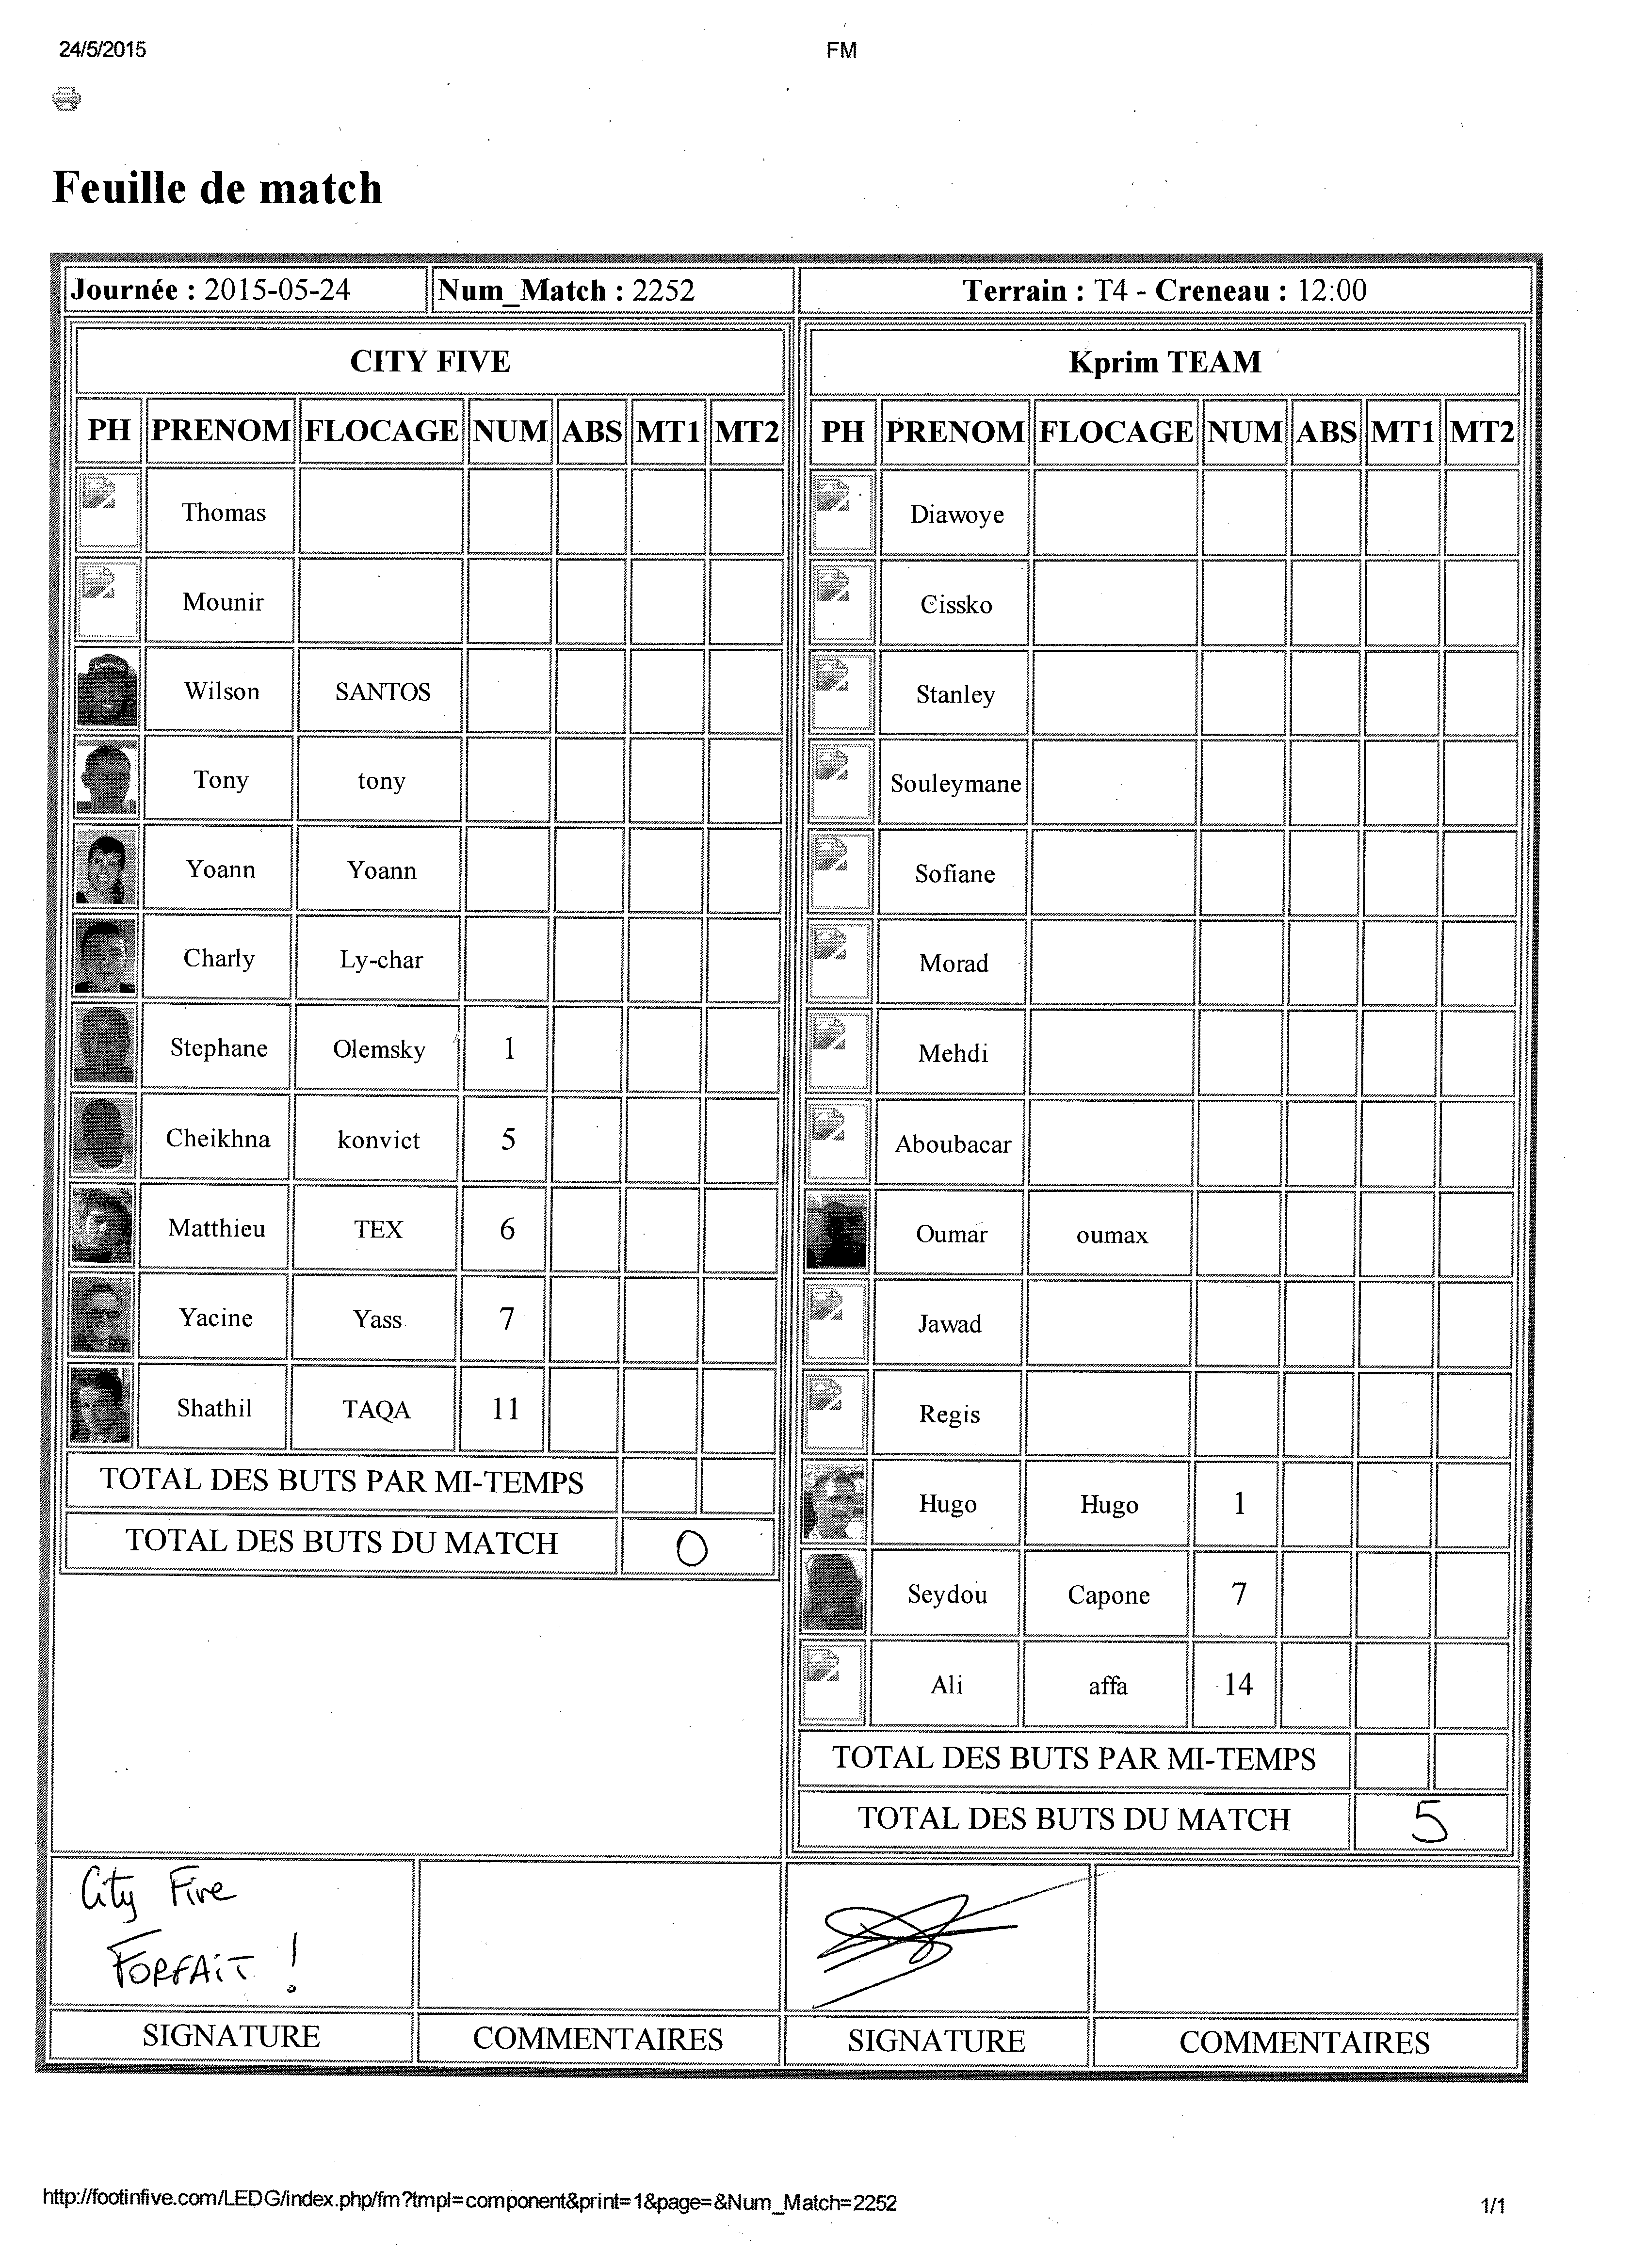 24/5/2015 FM
Feuille de match
Journée : 2015-05-24 Num_Match : 2252 Terrain : T4 - Creneau : 12:00
CITY FIVE
PH PRENOM FLOCAGE NUM ABS MT1 MT2
Thomas
Mounir
Wilson SANTOS
Tony tony
Yoann Yoann
Charly Ly-char
Stephane Olemsky 1
Cheikhna konvict 5
Matthieu TEX 6
Yacine Yass 7
Shathil TAQA 11
TOTAL DES BUTS PAR MI-TEMPS
TOTAL DES BUTS DU MATCH 0
Kprim TEAM
PH PRENOM FLOCAGE NUM ABS MT1 MT2
Diawoye
Cissko
Stanley
Souleymane
Sofiane
Morad
Mehdi
Aboubacar
Oumar oumax
Jawad
Regis
Hugo Hugo 1
Seydou Capone 7
Ali affa 14
TOTAL DES BUTS PAR MI-TEMPS
TOTAL DES BUTS DU MATCH 5
City Five
FORFAiT !
SIGNATURE COMMENTAIRES SIGNATURE COMMENTAIRES
http://footinfive.com/LEDG/index.php/fm?tmpl=component&print=1&page=&Num_Match=2252 1/1